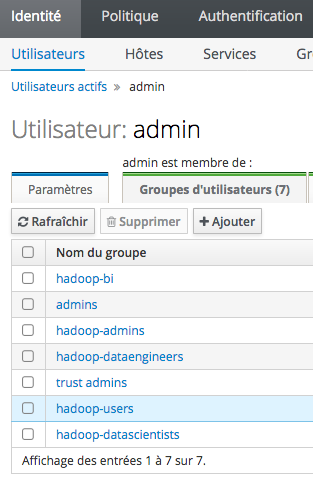 Identité Politique Authentification
Utilisateurs Hôtes Services Gr
Utilisateurs actifs » admin
Utilisateur: admin
admin est membre de :
Paramètres Groupes d'utilisateurs (7)
Rafraîchir Supprimer Ajouter
Nom du groupe
hadoop-bi
admins
hadoop-admins
hadoop-dataengineers
trust admins
hadoop-users
hadoop-datascientists
Affichage des entrées 1 à 7 sur 7.